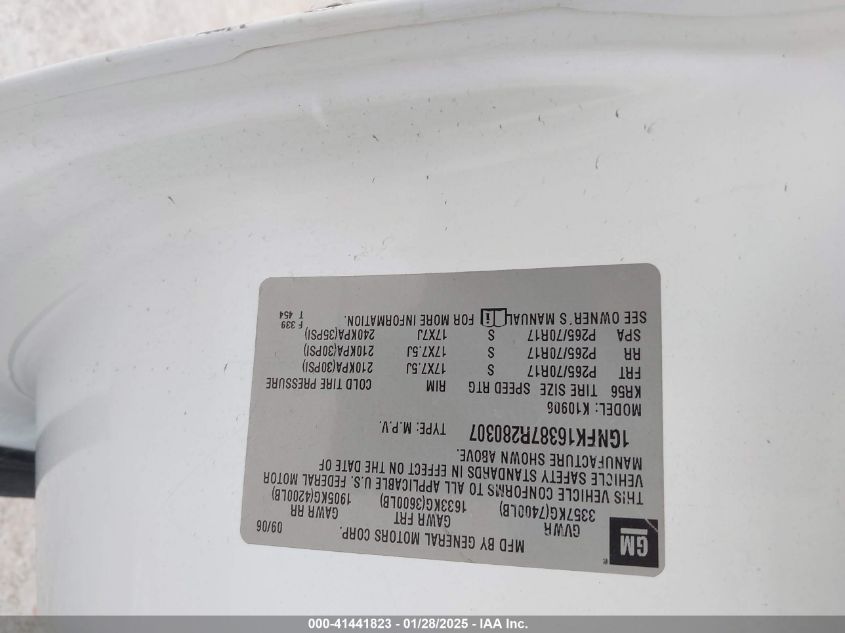 GM
MFD BY GENERAL MOTORS CORP.
09/06
GVWR GAWR FRT GAWR RR
3357KG(7400LB) 1633KG(3600LB) 1905KG(4200LB)
THIS VEHICLE CONFORMS TO ALL APPLICABLE U.S. FEDERAL MOTOR
VEHICLE SAFETY STANDARDS IN EFFECT ON THE DATE OF
MANUFACTURE SHOWN ABOVE.
1GNFK16387R280307 TYPE: M.P.V.
MODEL: K10906
KR56 TIRE SIZE SPEED RTG RIM COLD TIRE PRESSURE
FRT P265/70R17 S 17X7.5J 210KPA(30PSI)
RR P265/70R17 S 17X7.5J 210KPA(30PSI)
SPA P265/70R17 S 17X7J 240KPA(35PSI)
SEE OWNER'S MANUAL FOR MORE INFORMATION.
F 339
T 454
000-41441823 - 01/28/2025 - IAA Inc.